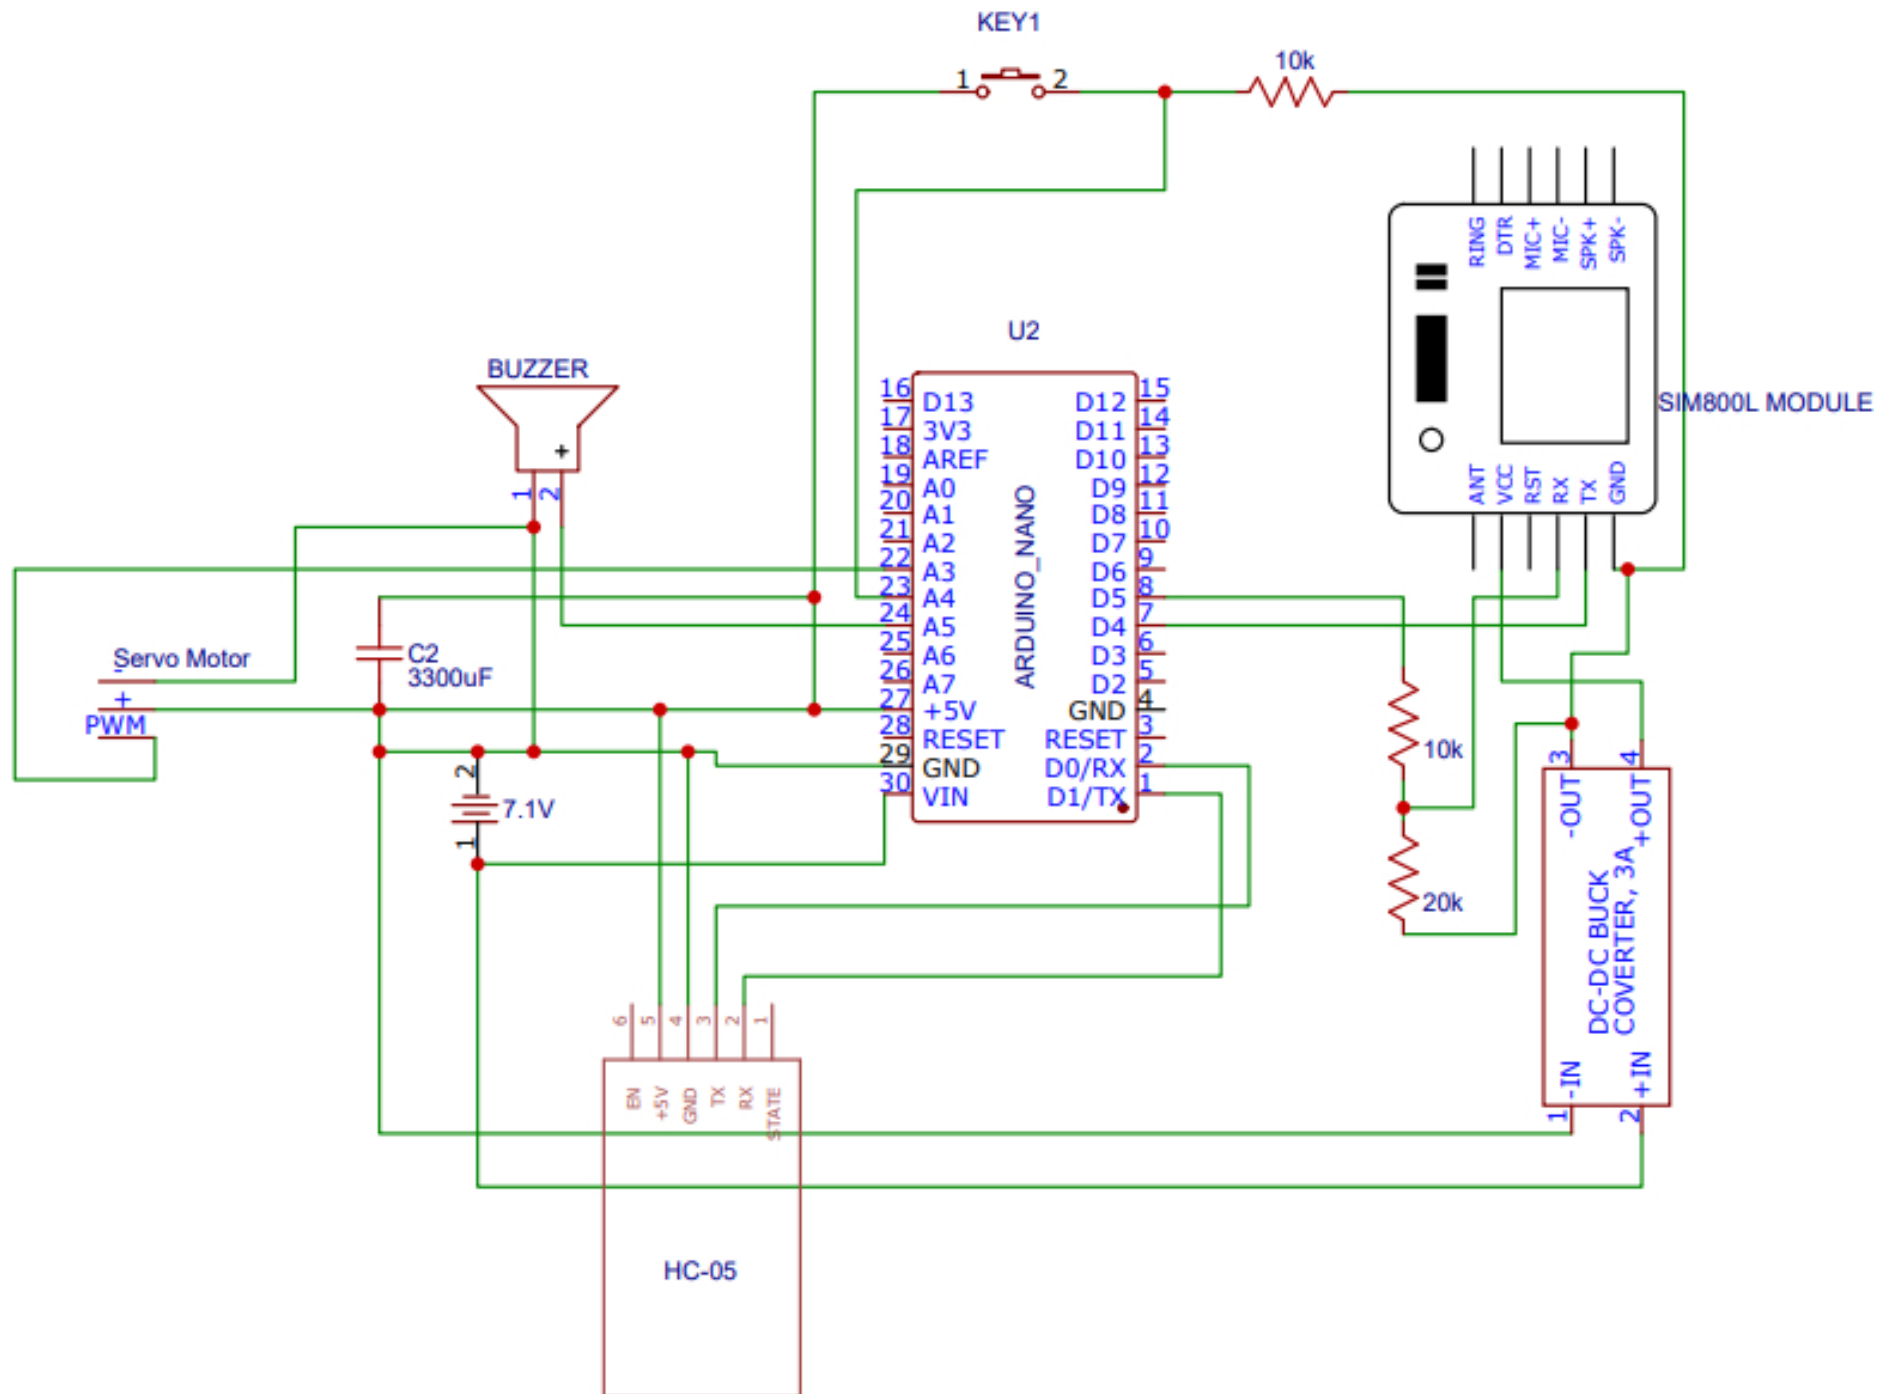 KEY1
1
2
10k
RING
DTR
MIC+
MIC-
SPK+
SPK-
SIM800L MODULE
ANT
VCC
RST
RX
TX
GND
U2
ARDUINO_NANO
16 D13
17 3V3
18 AREF
19 A0
20 A1
21 A2
22 A3
23 A4
24 A5
25 A6
26 A7
27 +5V
28 RESET
29 GND
30 VIN
D12 15
D11 14
D10 13
D9 12
D8 11
D7 10
D6 9
D5 8
D4 7
D3 6
D2 5
GND 4
RESET 3
D0/RX 2
D1/TX 1
BUZZER
+
1
2
Servo Motor
-
+
PWM
C2
3300uF
2
7.1V
1
10k
20k
3
4
-OUT
+OUT
DC-DC BUCK
COVERTER, 3A
-IN
+IN
1
2
6
5
4
3
2
1
EN
+5V
GND
TX
RX
STATE
HC-05